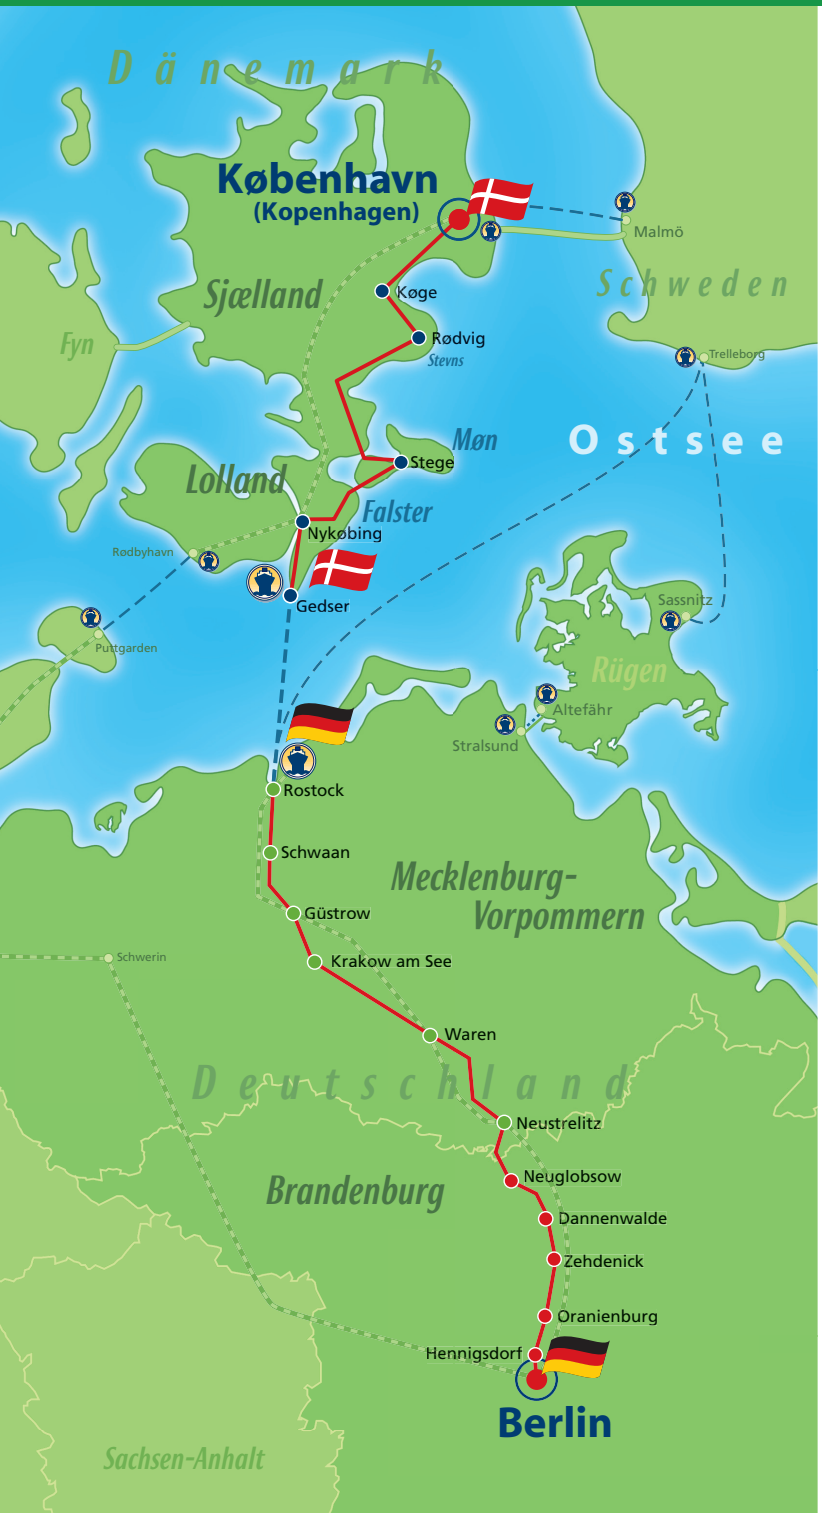 Dänemark
København
(Kopenhagen)
Malmö
Schweden
Sjælland
Køge
Fyn
Rødvig
Stevns
Trelleborg
Ostsee
Møn
Stege
Lolland
Falster
Nykøbing
Rødbyhavn
Gedser
Sassnitz
Puttgarden
Rügen
Altefähr
Stralsund
Rostock
Schwaan
Mecklenburg-
Vorpommern
Güstrow
Schwerin
Krakow am See
Waren
Deutschland
Neustrelitz
Neuglobsow
Brandenburg
Dannenwalde
Zehdenick
Oranienburg
Hennigsdorf
Berlin
Sachsen-Anhalt